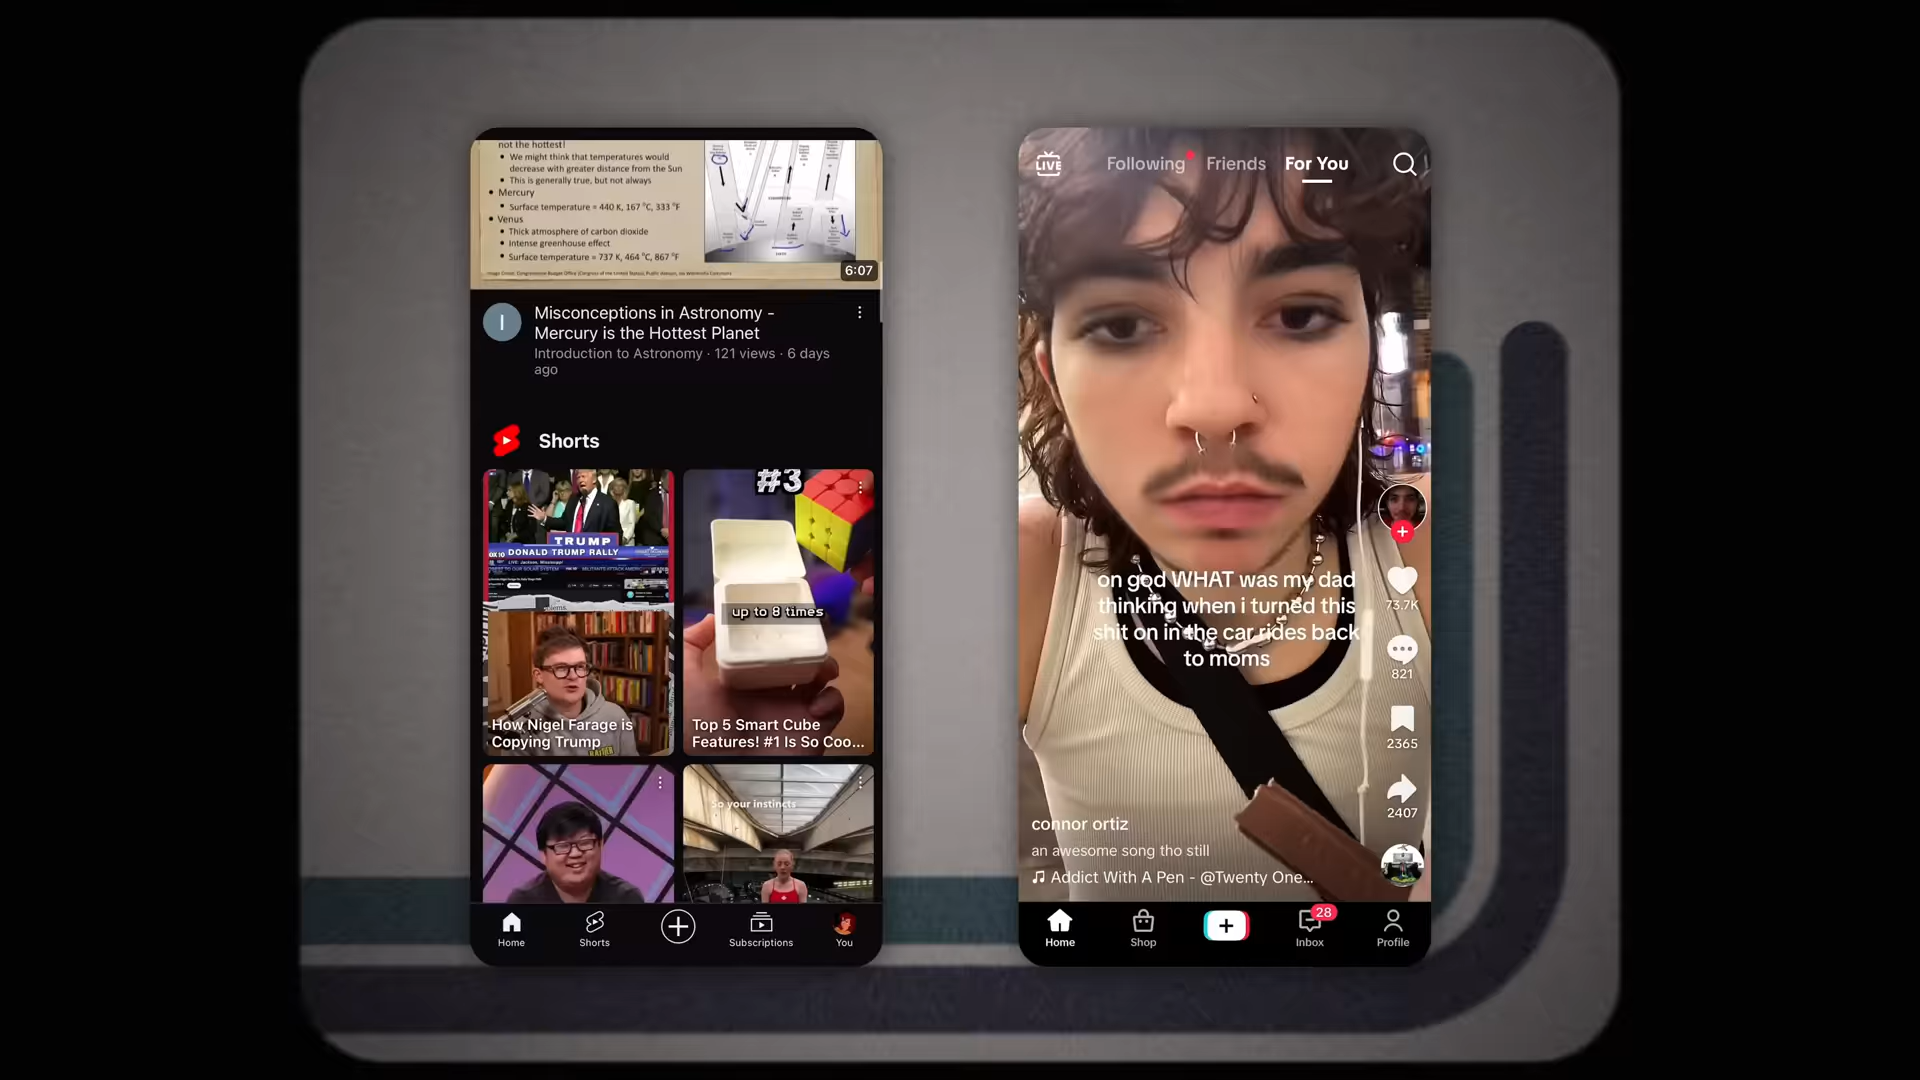 not the hottest!
We might think that temperatures would
decrease with greater distance from the Sun
This is generally true, but not always
Mercury
Surface temperature = 440 K, 167 °C, 333 °F
Venus
Thick atmosphere of carbon dioxide
Intense greenhouse effect
Surface temperature = 737 K, 464 °C, 867 °F
6:07
I
Misconceptions in Astronomy -
Mercury is the Hottest Planet
Introduction to Astronomy · 121 views · 6 days
ago
Shorts
TRUMP
DONALD TRUMP RALLY
How Nigel Farage is
Copying Trump
#3
up to 8 times
Top 5 Smart Cube
Features! #1 Is So Coo...
So your instincts
Home
Shorts
Subscriptions
You
LIVE
Following
Friends
For You
on god WHAT was my dad
thinking when i turned this
shit on in the car rides back
to moms
73.7K
821
2365
2407
connor ortiz
an awesome song tho still
Addict With A Pen - @Twenty One...
Home
Shop
28
Inbox
Profile